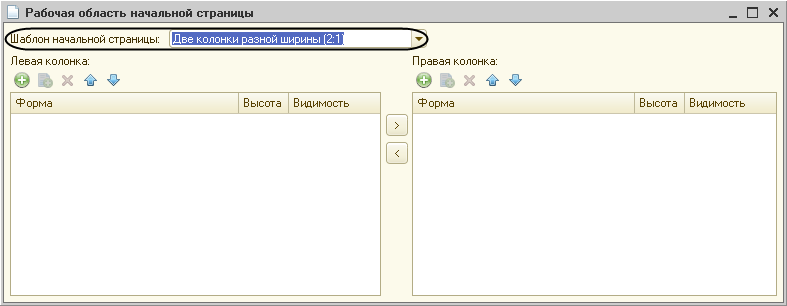 Рабочая область начальной страницы
Шаблон начальной страницы: Две колонки разной ширины (2:1)
Левая колонка: Правая колонка:
Форма Высота Видимость Форма Высота Видимость